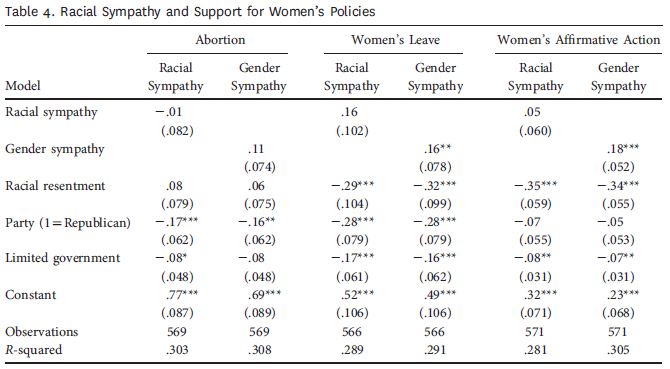 Table 4. Racial Sympathy and Support for Women's Policies
Abortion Women's Leave Women's Affirmative Action
Racial Gender Racial Gender Racial Gender
Model Sympathy Sympathy Sympathy Sympathy Sympathy Sympathy
Racial sympathy −.01 .16 .05
(.082) (.102) (.060)
Gender sympathy .11 .16** .18***
(.074) (.078) (.052)
Racial resentment .08 .06 −.29*** −.32*** −.35*** −.34***
(.079) (.075) (.104) (.099) (.059) (.055)
Party (1=Republican) −.17*** −.16** −.28*** −.28*** −.07 −.05
(.062) (.062) (.079) (.079) (.055) (.053)
Limited government −.08* −.08 −.17*** −.16*** −.08** −.07**
(.048) (.048) (.061) (.062) (.031) (.031)
Constant .77*** .69*** .52*** .49*** .32*** .23***
(.087) (.089) (.106) (.106) (.071) (.068)
Observations 569 569 566 566 571 571
R-squared .303 .308 .289 .291 .281 .305